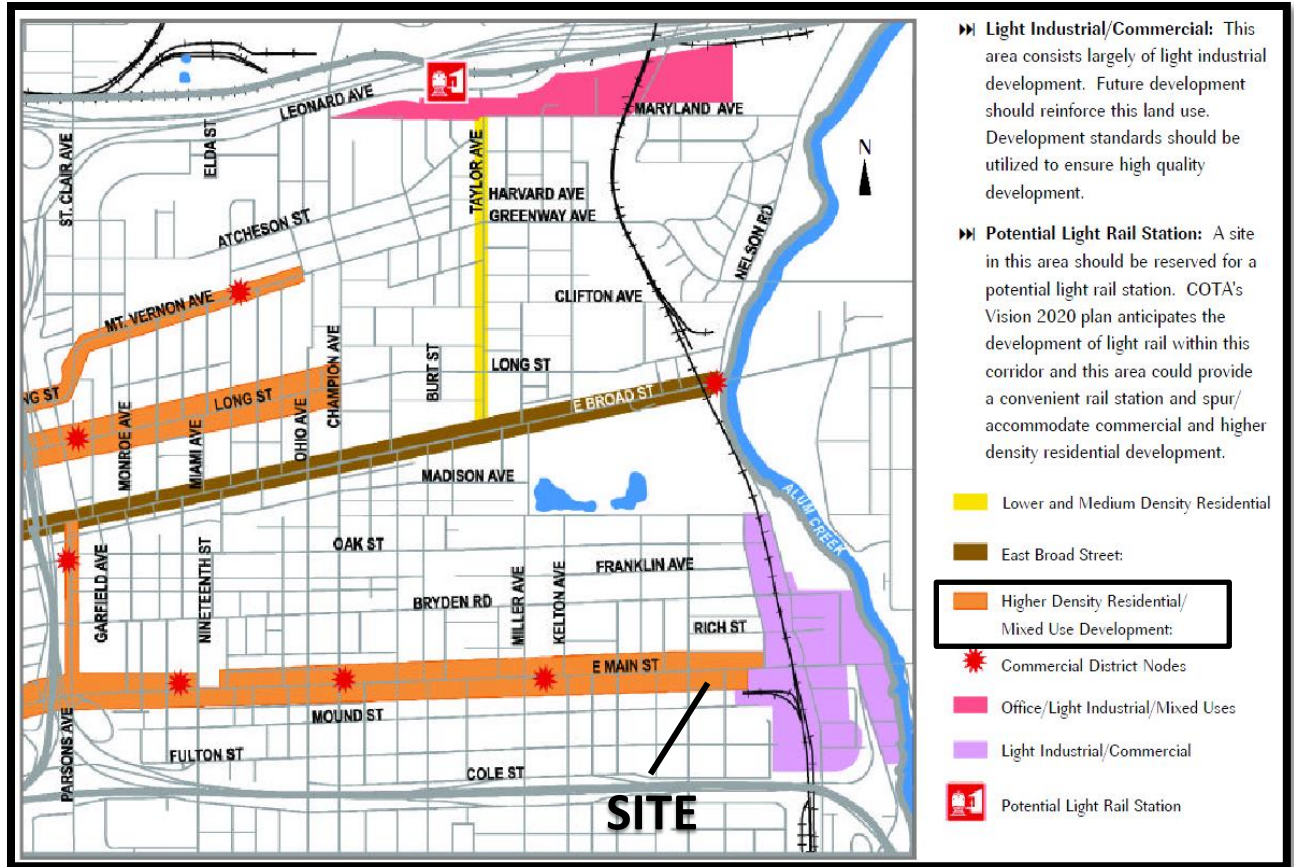 LEONARD AVE
MARYLAND AVE
ST. CLAIR AVE
ELDA ST
TAYLOR AVE
HARVARD AVE
GREENWAY AVE
ATCHESON ST
NELSON RD
N
MT. VERNON AVE
CLIFTON AVE
CHAMPION AVE
BURT ST
LONG ST
NG ST
LONG ST
E BROAD ST
MONROE AVE
MIAMI AVE
OHIO AVE
MADISON AVE
ALUM CREEK
OAK ST
GARFIELD AVE
NINETEENTH ST
FRANKLIN AVE
MILLER AVE
KELTON AVE
BRYDEN RD
RICH ST
E MAIN ST
MOUND ST
PARSONS AVE
FULTON ST
COLE ST
SITE
Light Industrial/Commercial: This
area consists largely of light industrial
development. Future development
should reinforce this land use.
Development standards should be
utilized to ensure high quality
development.
Potential Light Rail Station: A site
in this area should be reserved for a
potential light rail station. COTA's
Vision 2020 plan anticipates the
development of light rail within this
corridor and this area could provide
a convenient rail station and spur/
accommodate commercial and higher
density residential development.
Lower and Medium Density Residential
East Broad Street:
Higher Density Residential/
Mixed Use Development:
Commercial District Nodes
Office/Light Industrial/Mixed Uses
Light Industrial/Commercial
Potential Light Rail Station